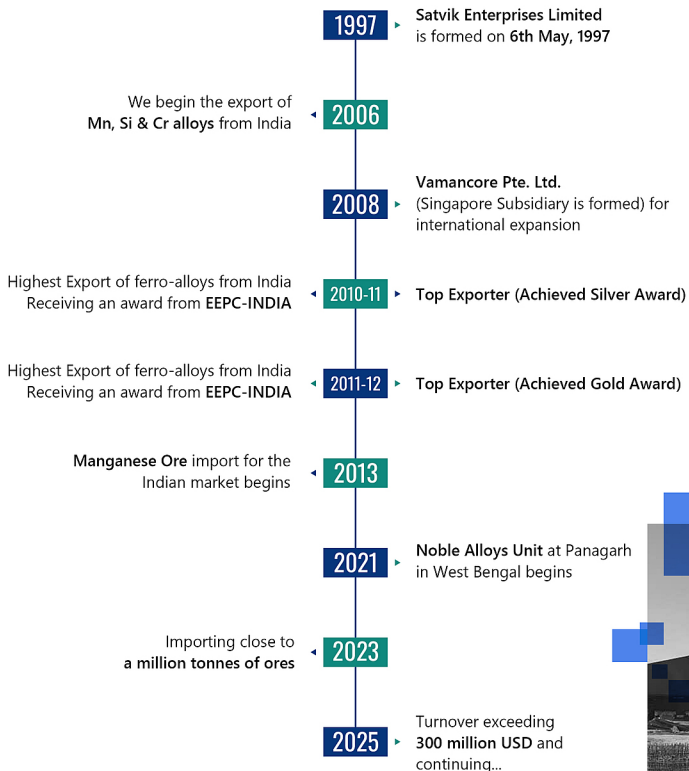 1997
Satvik Enterprises Limited
is formed on 6th May, 1997
We begin the export of
Mn, Si & Cr alloys from India
2006
2008
Vamancore Pte. Ltd.
(Singapore Subsidiary is formed) for
international expansion
Highest Export of ferro-alloys from India
Receiving an award from EEPC-INDIA
2010-11
Top Exporter (Achieved Silver Award)
Highest Export of ferro-alloys from India
Receiving an award from EEPC-INDIA
2011-12
Top Exporter (Achieved Gold Award)
Manganese Ore import for the
Indian market begins
2013
2021
Noble Alloys Unit at Panagarh
in West Bengal begins
Importing close to
a million tonnes of ores
2023
2025
Turnover exceeding
300 million USD and
continuing...